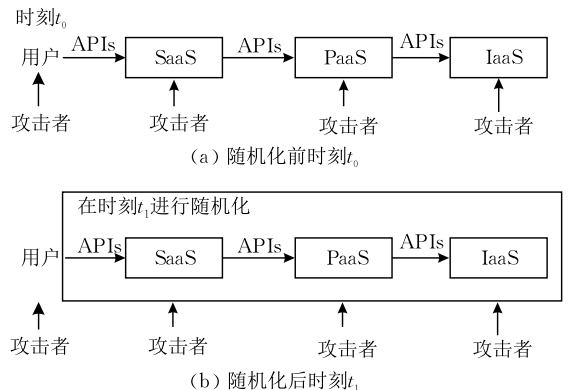 时刻t₀
用户 APIs SaaS APIs PaaS APIs IaaS
攻击者 攻击者 攻击者 攻击者
(a) 随机化前时刻t₀
在时刻t₁进行随机化
用户 APIs SaaS APIs PaaS APIs IaaS
攻击者 攻击者 攻击者 攻击者
(b) 随机化后时刻t₁